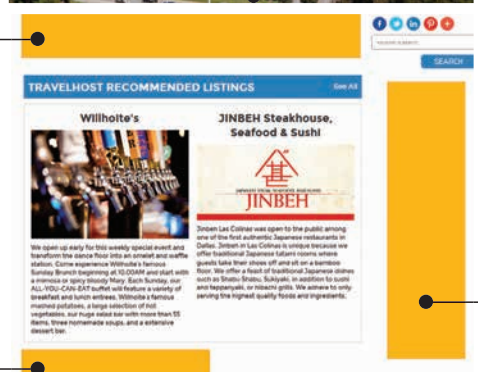 TRAVELHOST RECOMMENDED LISTINGS
See All
SEARCH
Willhoite's
We open up early for this weekly special event and
transform the dance floor into an omelet and waffle
station. Come experience Willhoite's famous
Sunday Brunch beginning at 10:00AM and start with
a mimosa or spicy bloody Mary. Each Sunday, our
ALL-YOU-CAN-EAT buffet will feature a variety of
breakfast and lunch entrees, Willhoite's famous
mashed potatoes, a large selection of hot
vegetables, our huge salad bar with more than 55
items, three homemade soups, and a extensive
dessert bar.
JINBEH Steakhouse,
Seafood & Sushi
JINBEH
Jinbeh Las Colinas was open to the public among
one of the first authentic Japanese restaurants in
Dallas. Jinbeh in Las Colinas is unique because we
offer traditional Japanese tatami rooms where
guests take their shoes off and sit on a bamboo
floor. We offer a feast of traditional Japanese dishes
such as Shabu-Shabu, Sukiyaki, in addition to sushi
and teppanyaki, or hibachi grills. We adhere to only
serving the highest quality foods and ingredients.